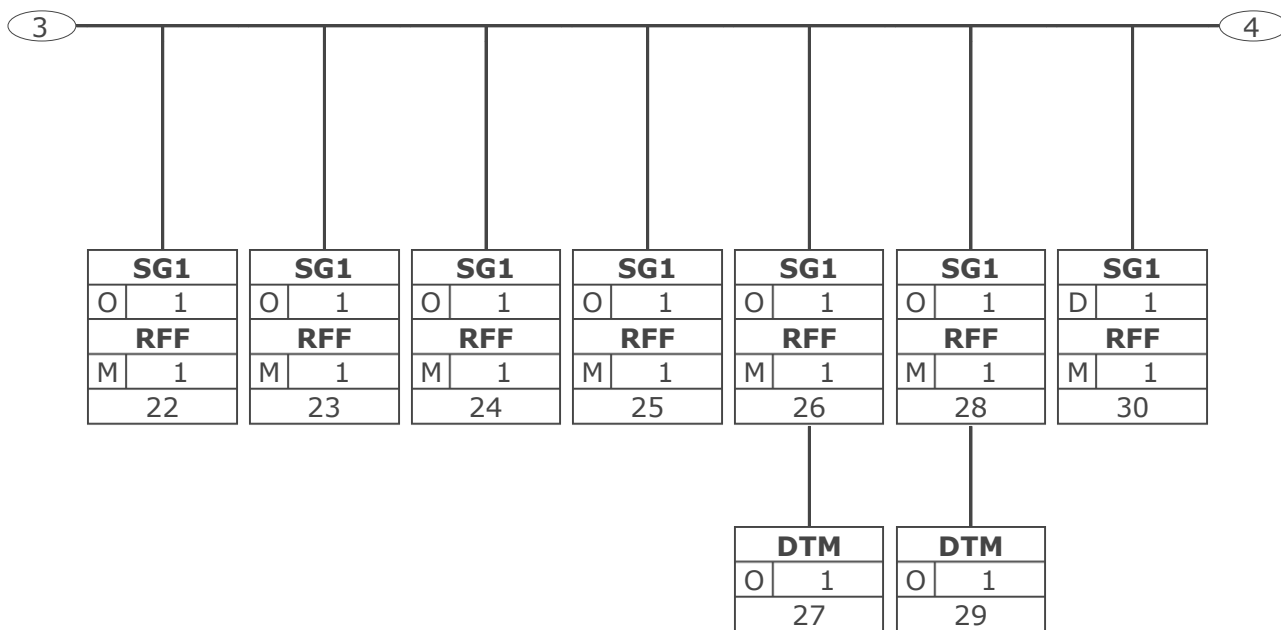 3
4
SG1 SG1 SG1 SG1 SG1 SG1 SG1
O 1 O 1 O 1 O 1 O 1 O 1 D 1
RFF RFF RFF RFF RFF RFF RFF
M 1 M 1 M 1 M 1 M 1 M 1 M 1
22 23 24 25 26 28 30
DTM DTM
O 1 O 1
27 29